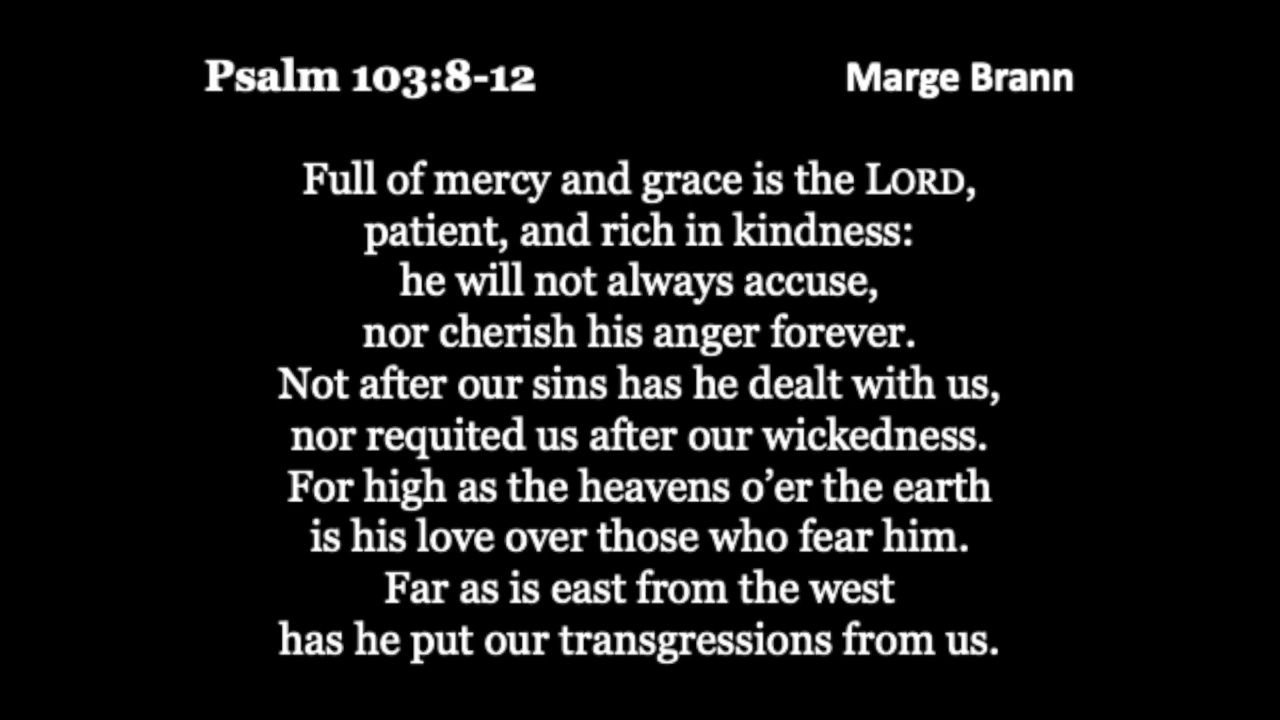 Psalm 103:8-12 Marge Brann
Full of mercy and grace is the LORD,
patient, and rich in kindness:
he will not always accuse,
nor cherish his anger forever.
Not after our sins has he dealt with us,
nor requited us after our wickedness.
For high as the heavens o’er the earth
is his love over those who fear him.
Far as is east from the west
has he put our transgressions from us.